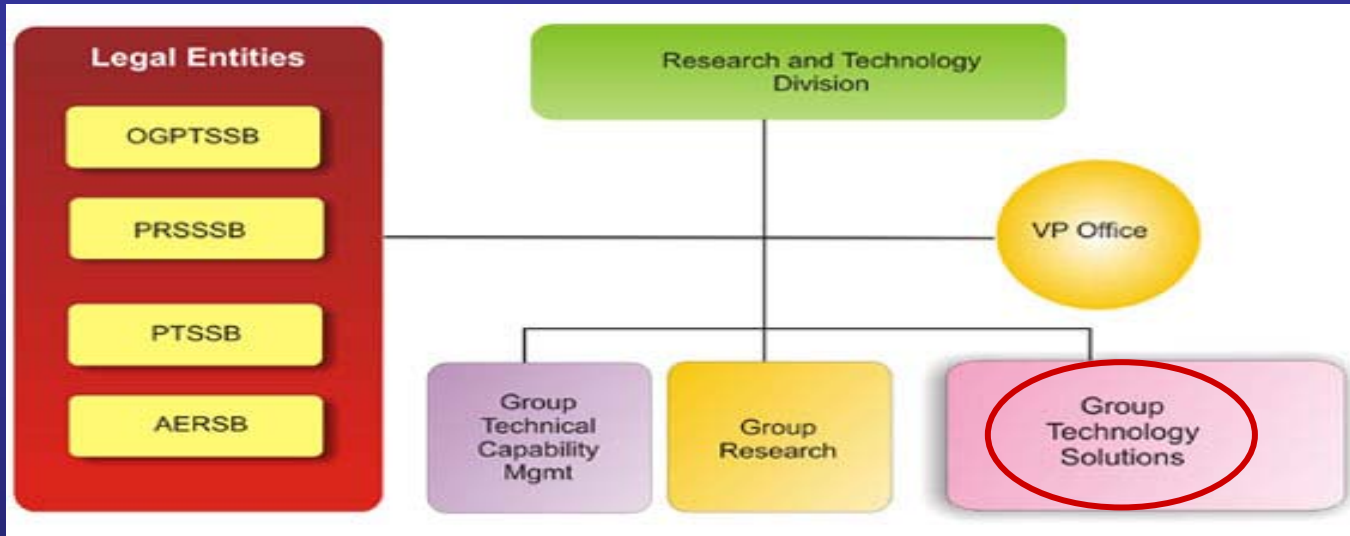 Legal Entities
OGPTSSB
PRSSSB
PTSSB
AERSB
Research and Technology
Division
VP Office
Group
Technical
Capability
Mgmt
Group
Research
Group
Technology
Solutions